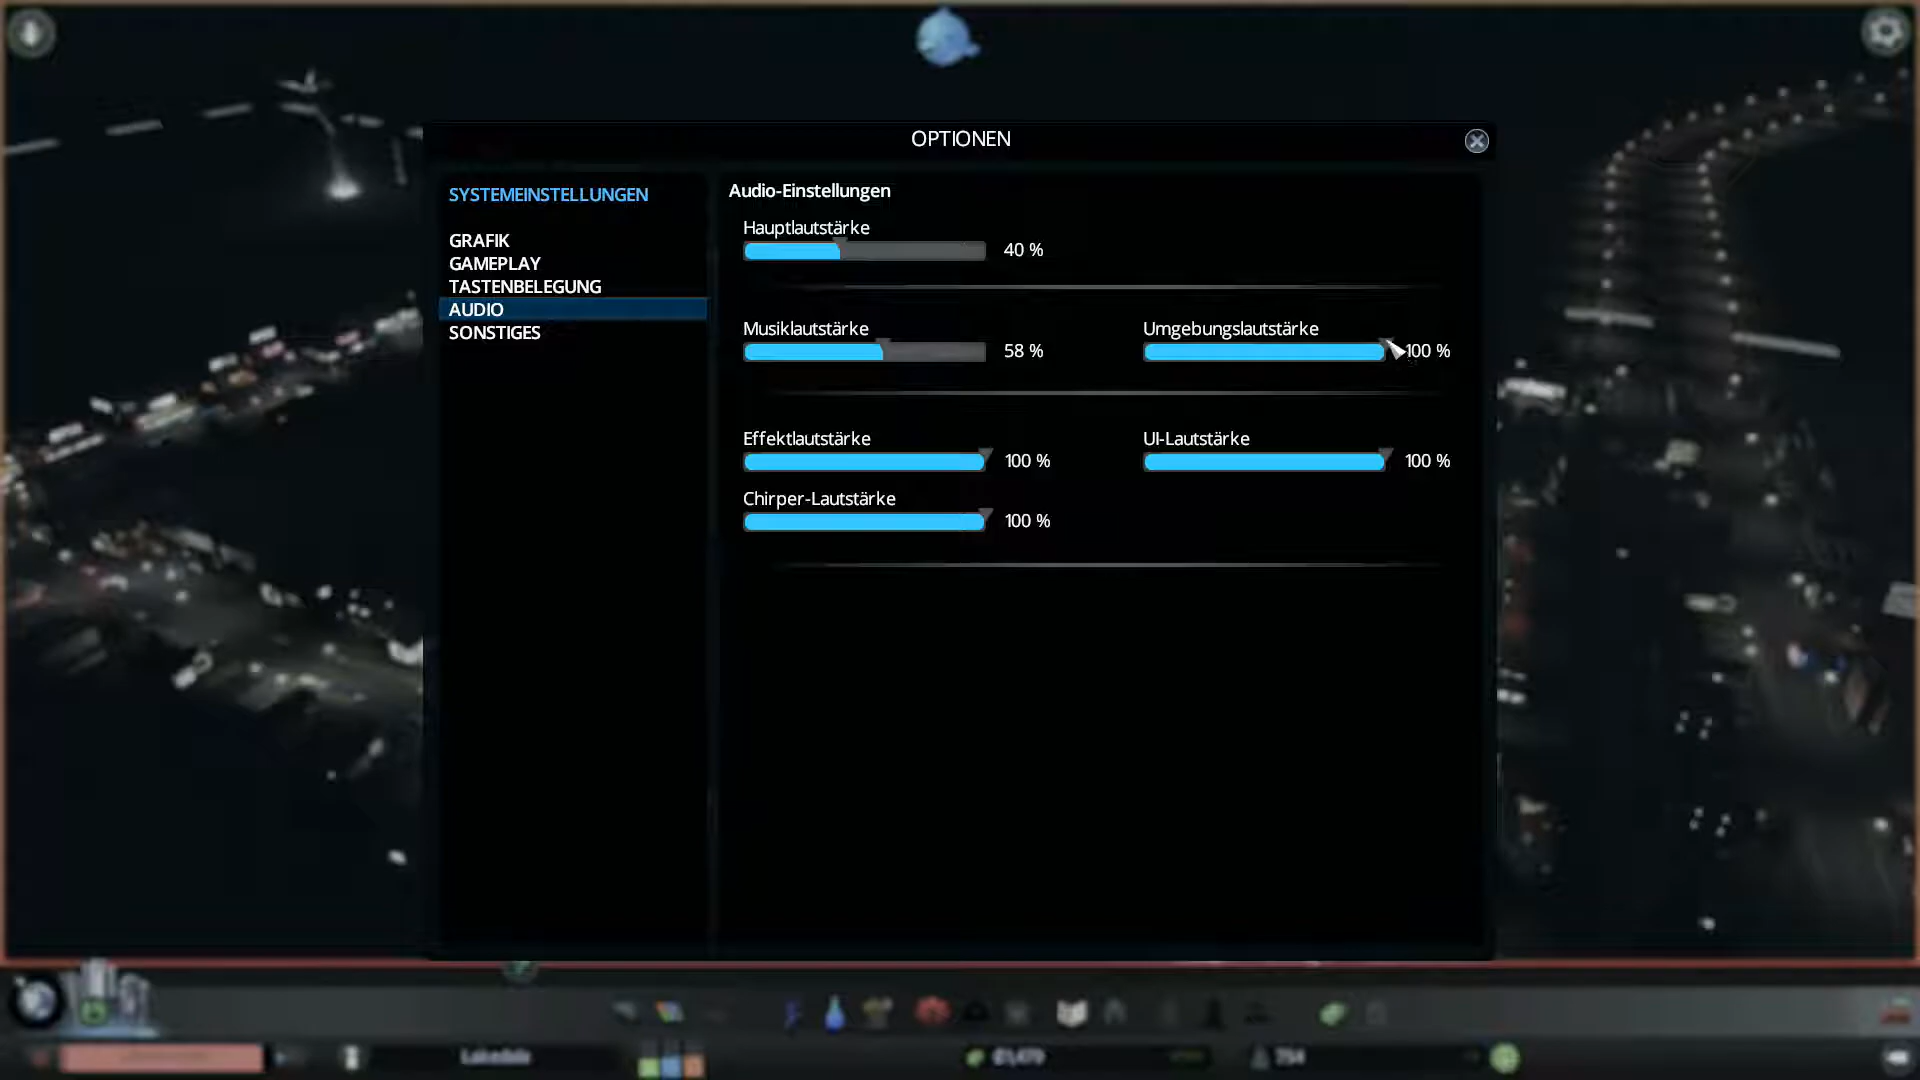 OPTIONEN
SYSTEMEINSTELLUNGEN
GRAFIK
GAMEPLAY
TASTENBELEGUNG
AUDIO
SONSTIGES
Audio-Einstellungen
Hauptlautstärke
40 %
Musiklautstärke
58 %
Umgebungslautstärke
100 %
Effektlautstärke
100 %
UI-Lautstärke
100 %
Chirper-Lautstärke
100 %
Lakedale